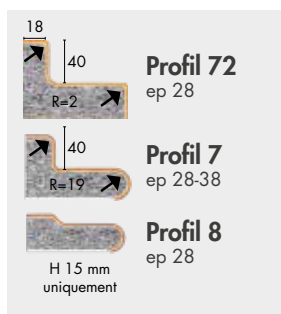 18
40
Profil 72
ep 28
R=2
40
Profil 7
ep 28-38
R=19
Profil 8
ep 28
H 15 mm
uniquement